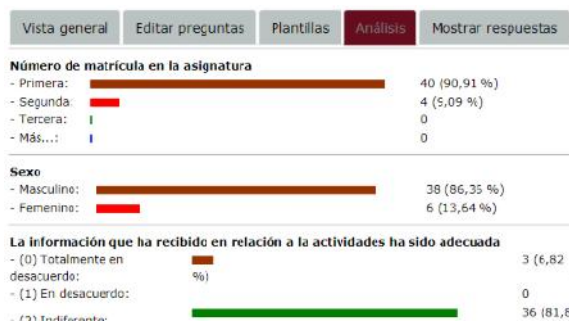 Vista general Editar preguntas Plantillas Análisis Mostrar respuestas
Número de matrícula en la asignatura
- Primera: 40 (90,91 %)
- Segunda: 4 (9,09 %)
- Tercera: 0
- Más...: 0
Sexo
- Masculino: 38 (86,36 %)
- Femenino: 6 (13,64 %)
La información que ha recibido en relación a la actividades ha sido adecuada
- (0) Totalmente en 3 (6,82
desacuerdo: %)
- (1) En desacuerdo: 0
- (2) Indiferente: 36 (81,8